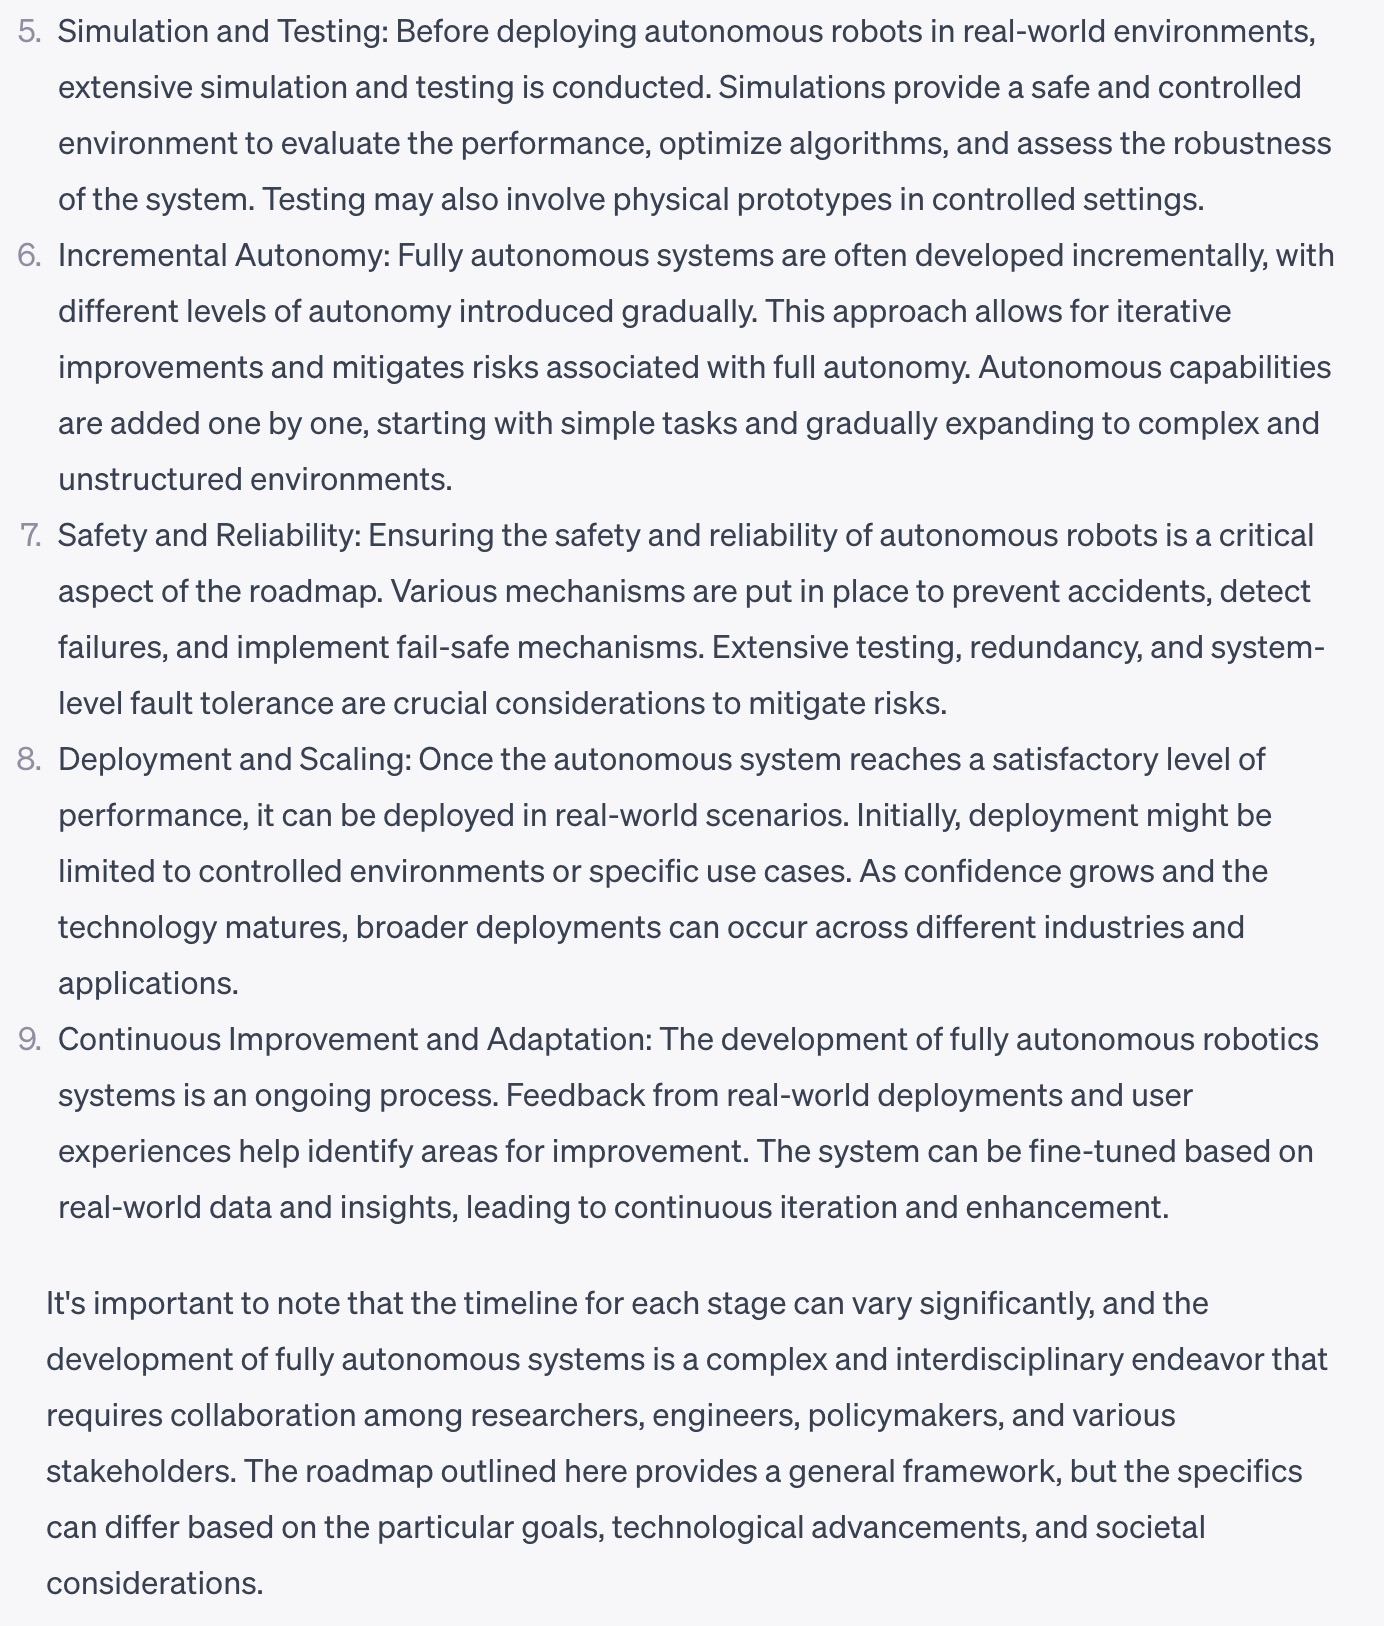 5. Simulation and Testing: Before deploying autonomous robots in real-world environments,
extensive simulation and testing is conducted. Simulations provide a safe and controlled
environment to evaluate the performance, optimize algorithms, and assess the robustness
of the system. Testing may also involve physical prototypes in controlled settings.
6. Incremental Autonomy: Fully autonomous systems are often developed incrementally, with
different levels of autonomy introduced gradually. This approach allows for iterative
improvements and mitigates risks associated with full autonomy. Autonomous capabilities
are added one by one, starting with simple tasks and gradually expanding to complex and
unstructured environments.
7. Safety and Reliability: Ensuring the safety and reliability of autonomous robots is a critical
aspect of the roadmap. Various mechanisms are put in place to prevent accidents, detect
failures, and implement fail-safe mechanisms. Extensive testing, redundancy, and system-
level fault tolerance are crucial considerations to mitigate risks.
8. Deployment and Scaling: Once the autonomous system reaches a satisfactory level of
performance, it can be deployed in real-world scenarios. Initially, deployment might be
limited to controlled environments or specific use cases. As confidence grows and the
technology matures, broader deployments can occur across different industries and
applications.
9. Continuous Improvement and Adaptation: The development of fully autonomous robotics
systems is an ongoing process. Feedback from real-world deployments and user
experiences help identify areas for improvement. The system can be fine-tuned based on
real-world data and insights, leading to continuous iteration and enhancement.
It's important to note that the timeline for each stage can vary significantly, and the
development of fully autonomous systems is a complex and interdisciplinary endeavor that
requires collaboration among researchers, engineers, policymakers, and various
stakeholders. The roadmap outlined here provides a general framework, but the specifics
can differ based on the particular goals, technological advancements, and societal
considerations.